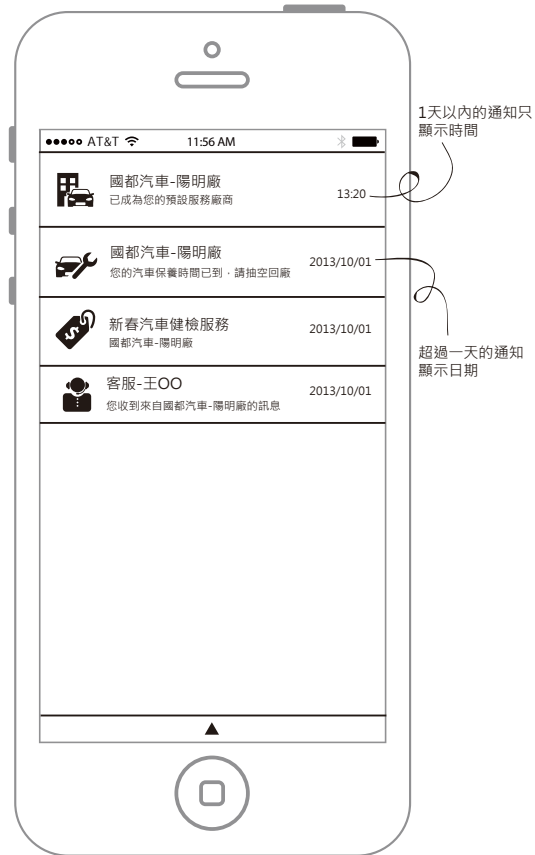 AT&T 11:56 AM
國都汽車-陽明廠
已成為您的預設服務廠商
13:20
國都汽車-陽明廠
您的汽車保養時間已到，請抽空回廠
2013/10/01
新春汽車健檢服務
國都汽車-陽明廠
2013/10/01
客服-王OO
您收到來自國都汽車-陽明廠的訊息
2013/10/01
1天以內的通知只
顯示時間
超過一天的通知
顯示日期